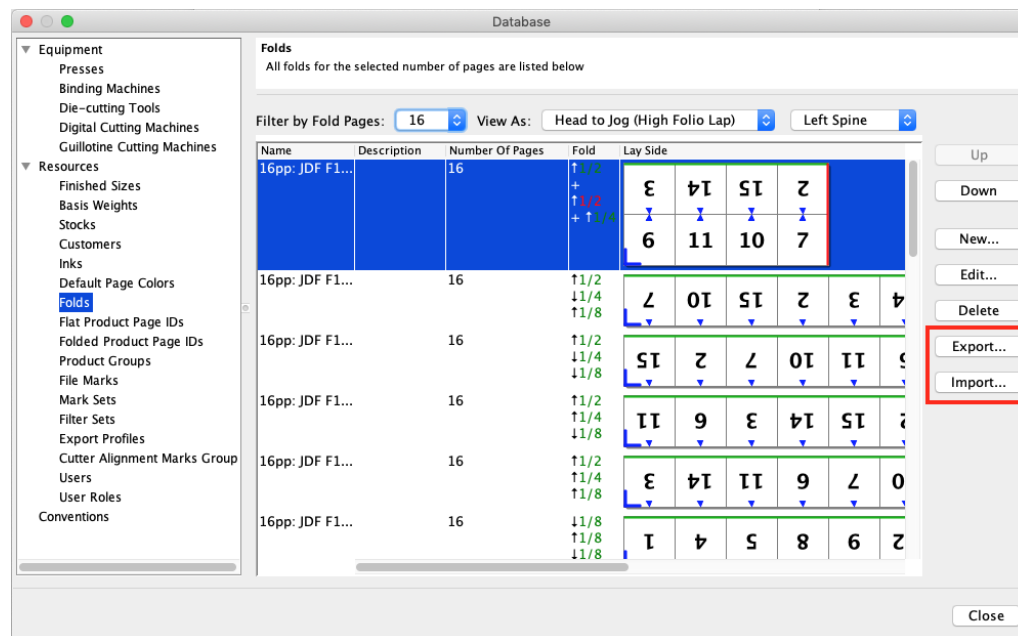 Database
Equipment
Presses
Binding Machines
Die-cutting Tools
Digital Cutting Machines
Guillotine Cutting Machines
Resources
Finished Sizes
Basis Weights
Stocks
Customers
Inks
Default Page Colors
Folds
Flat Product Page IDs
Folded Product Page IDs
Product Groups
File Marks
Mark Sets
Filter Sets
Export Profiles
Cutter Alignment Marks Group
Users
User Roles
Conventions
Folds
All folds for the selected number of pages are listed below
Filter by Fold Pages: 16 View As: Head to Jog (High Folio Lap) Left Spine
Name Description Number Of Pages Fold Lay Side
16pp: JDF F1... 16 ↑1/2
+
↑1/2
+ ↑1/4
3 14 15 2
6 11 10 7
16pp: JDF F1... 16 ↑1/2
↓1/4
↑1/8
7 10 15 2 3
16pp: JDF F1... 16 ↑1/2
↓1/4
↓1/8
15 2 7 10 11
16pp: JDF F1... 16 ↑1/2
↑1/4
↓1/8
11 6 3 14 15
16pp: JDF F1... 16 ↑1/2
↑1/4
↑1/8
3 14 11 6 7
16pp: JDF F1... 16 ↓1/8
↑1/8
↓1/8
1 4 5 8 9
Up
Down
New...
Edit...
Delete
Export...
Import...
Close